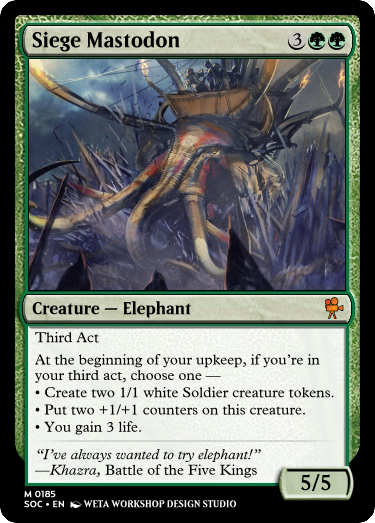 Siege Mastodon 3
Creature — Elephant
Third Act
At the beginning of your upkeep, if you're in
your third act, choose one —
• Create two 1/1 white Soldier creature tokens.
• Put two +1/+1 counters on this creature.
• You gain 3 life.
"I've always wanted to try elephant!"
—Khazra, Battle of the Five Kings
5/5
M 0185
SOC • EN WETA WORKSHOP DESIGN STUDIO